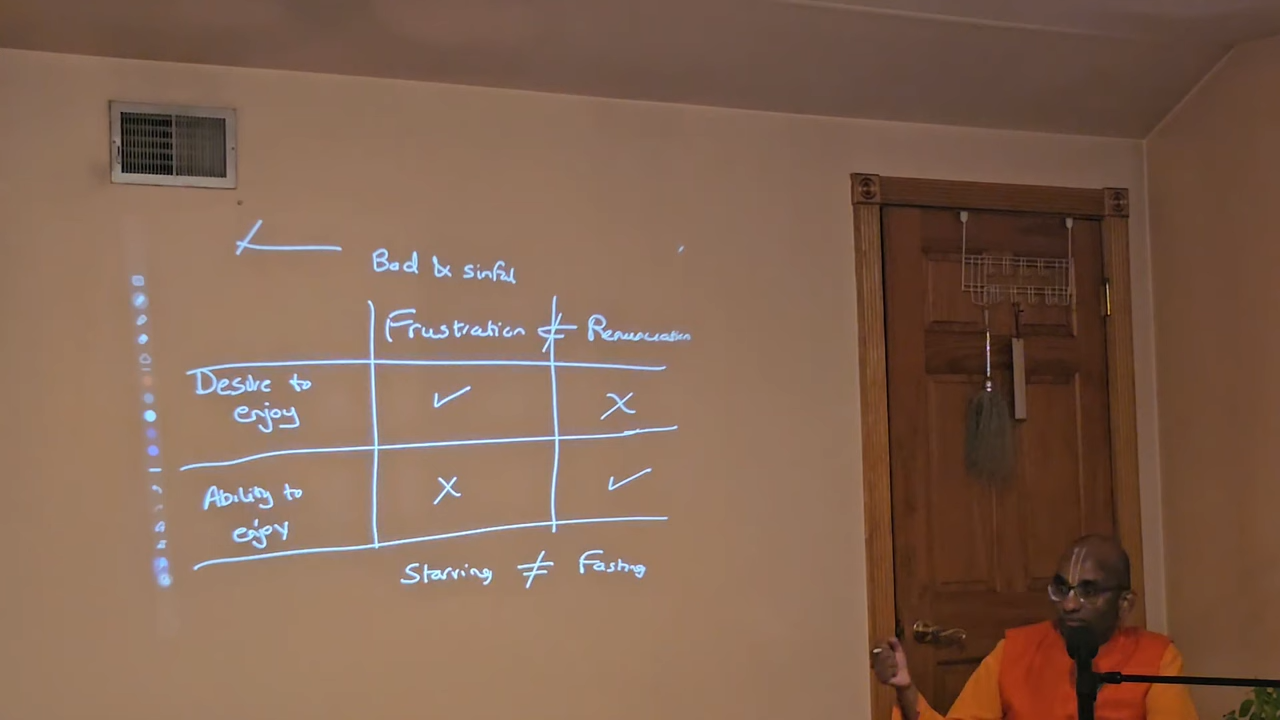 Bad & sinful
Frustration ≠ Renunciation
Desire to
enjoy
✓ X
Ability to
enjoy
X ✓
Starving ≠ Fasting